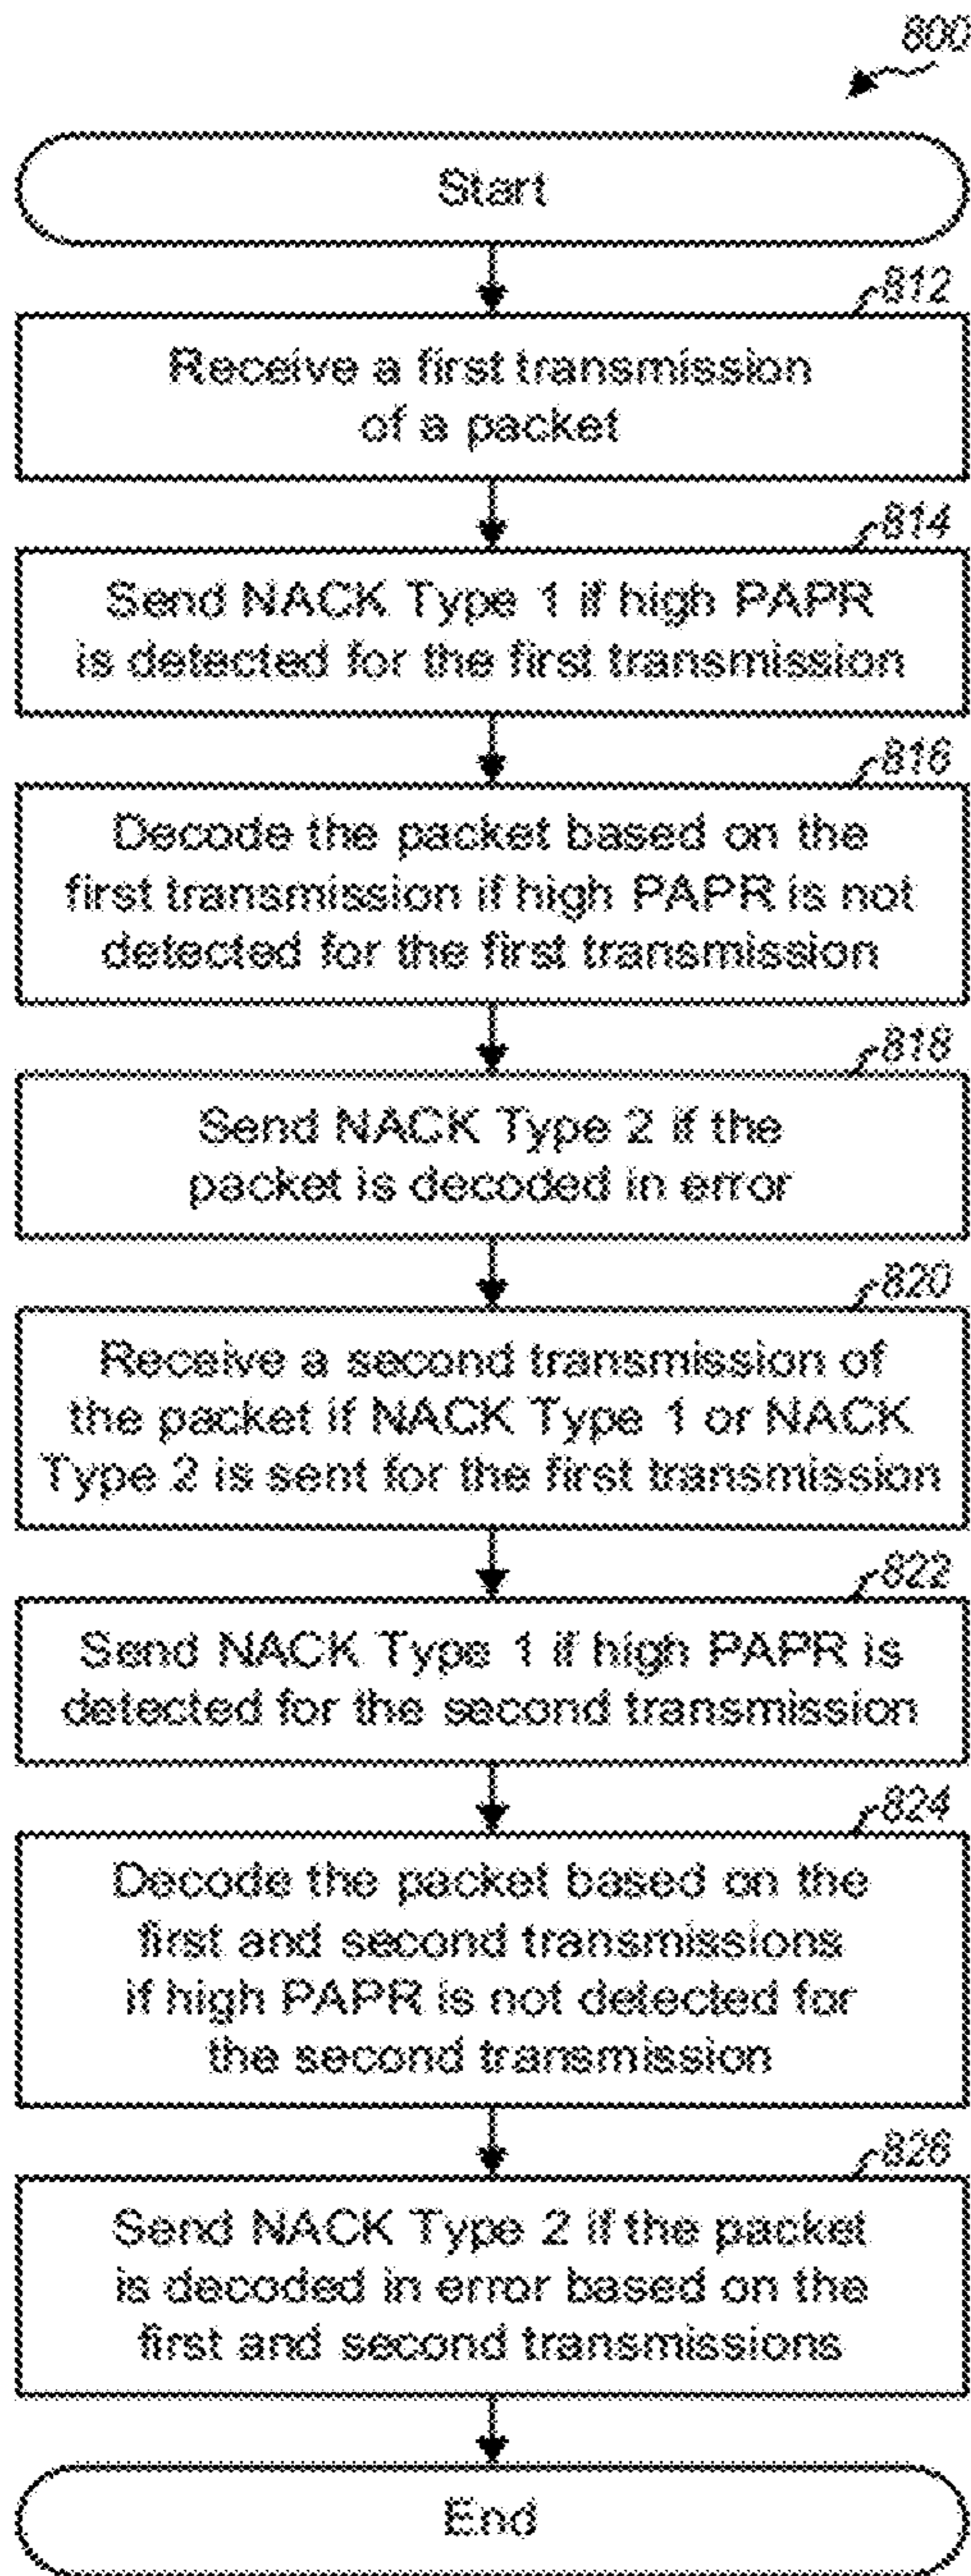 800
Start
812
Receive a first transmission
of a packet
814
Send NACK Type 1 if high PAPR
is detected for the first transmission
816
Decode the packet based on the
first transmission if high PAPR is not
detected for the first transmission
818
Send NACK Type 2 if the
packet is decoded in error
820
Receive a second transmission of
the packet if NACK Type 1 or NACK
Type 2 is sent for the first transmission
822
Send NACK Type 1 if high PAPR is
detected for the second transmission
824
Decode the packet based on the
first and second transmissions
if high PAPR is not detected for
the second transmission
826
Send NACK Type 2 if the packet
is decoded in error based on the
first and second transmissions
End